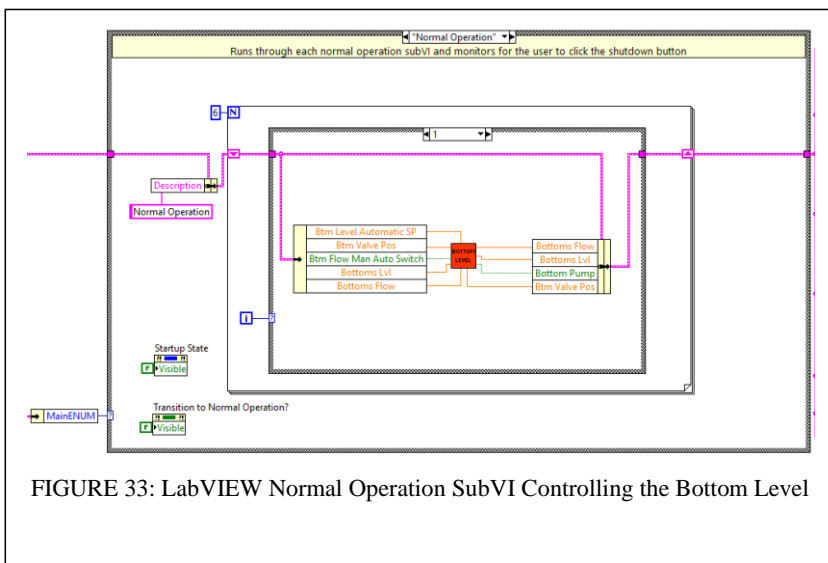 "Normal Operation"
Runs through each normal operation subVI and monitors for the user to click the shutdown button
6 N
1
Description
Normal Operation
Btm Level Automatic SP
Btm Valve Pos
Btm Flow Man Auto Switch
Bottoms Lvl
Bottoms Flow
BOTTOM
LEVEL
Bottoms Flow
Bottoms Lvl
Bottom Pump
Btm Valve Pos
i
?
Startup State
F Visible
Transition to Normal Operation?
F Visible
MainENUM
?
FIGURE 33: LabVIEW Normal Operation SubVI Controlling the Bottom Level